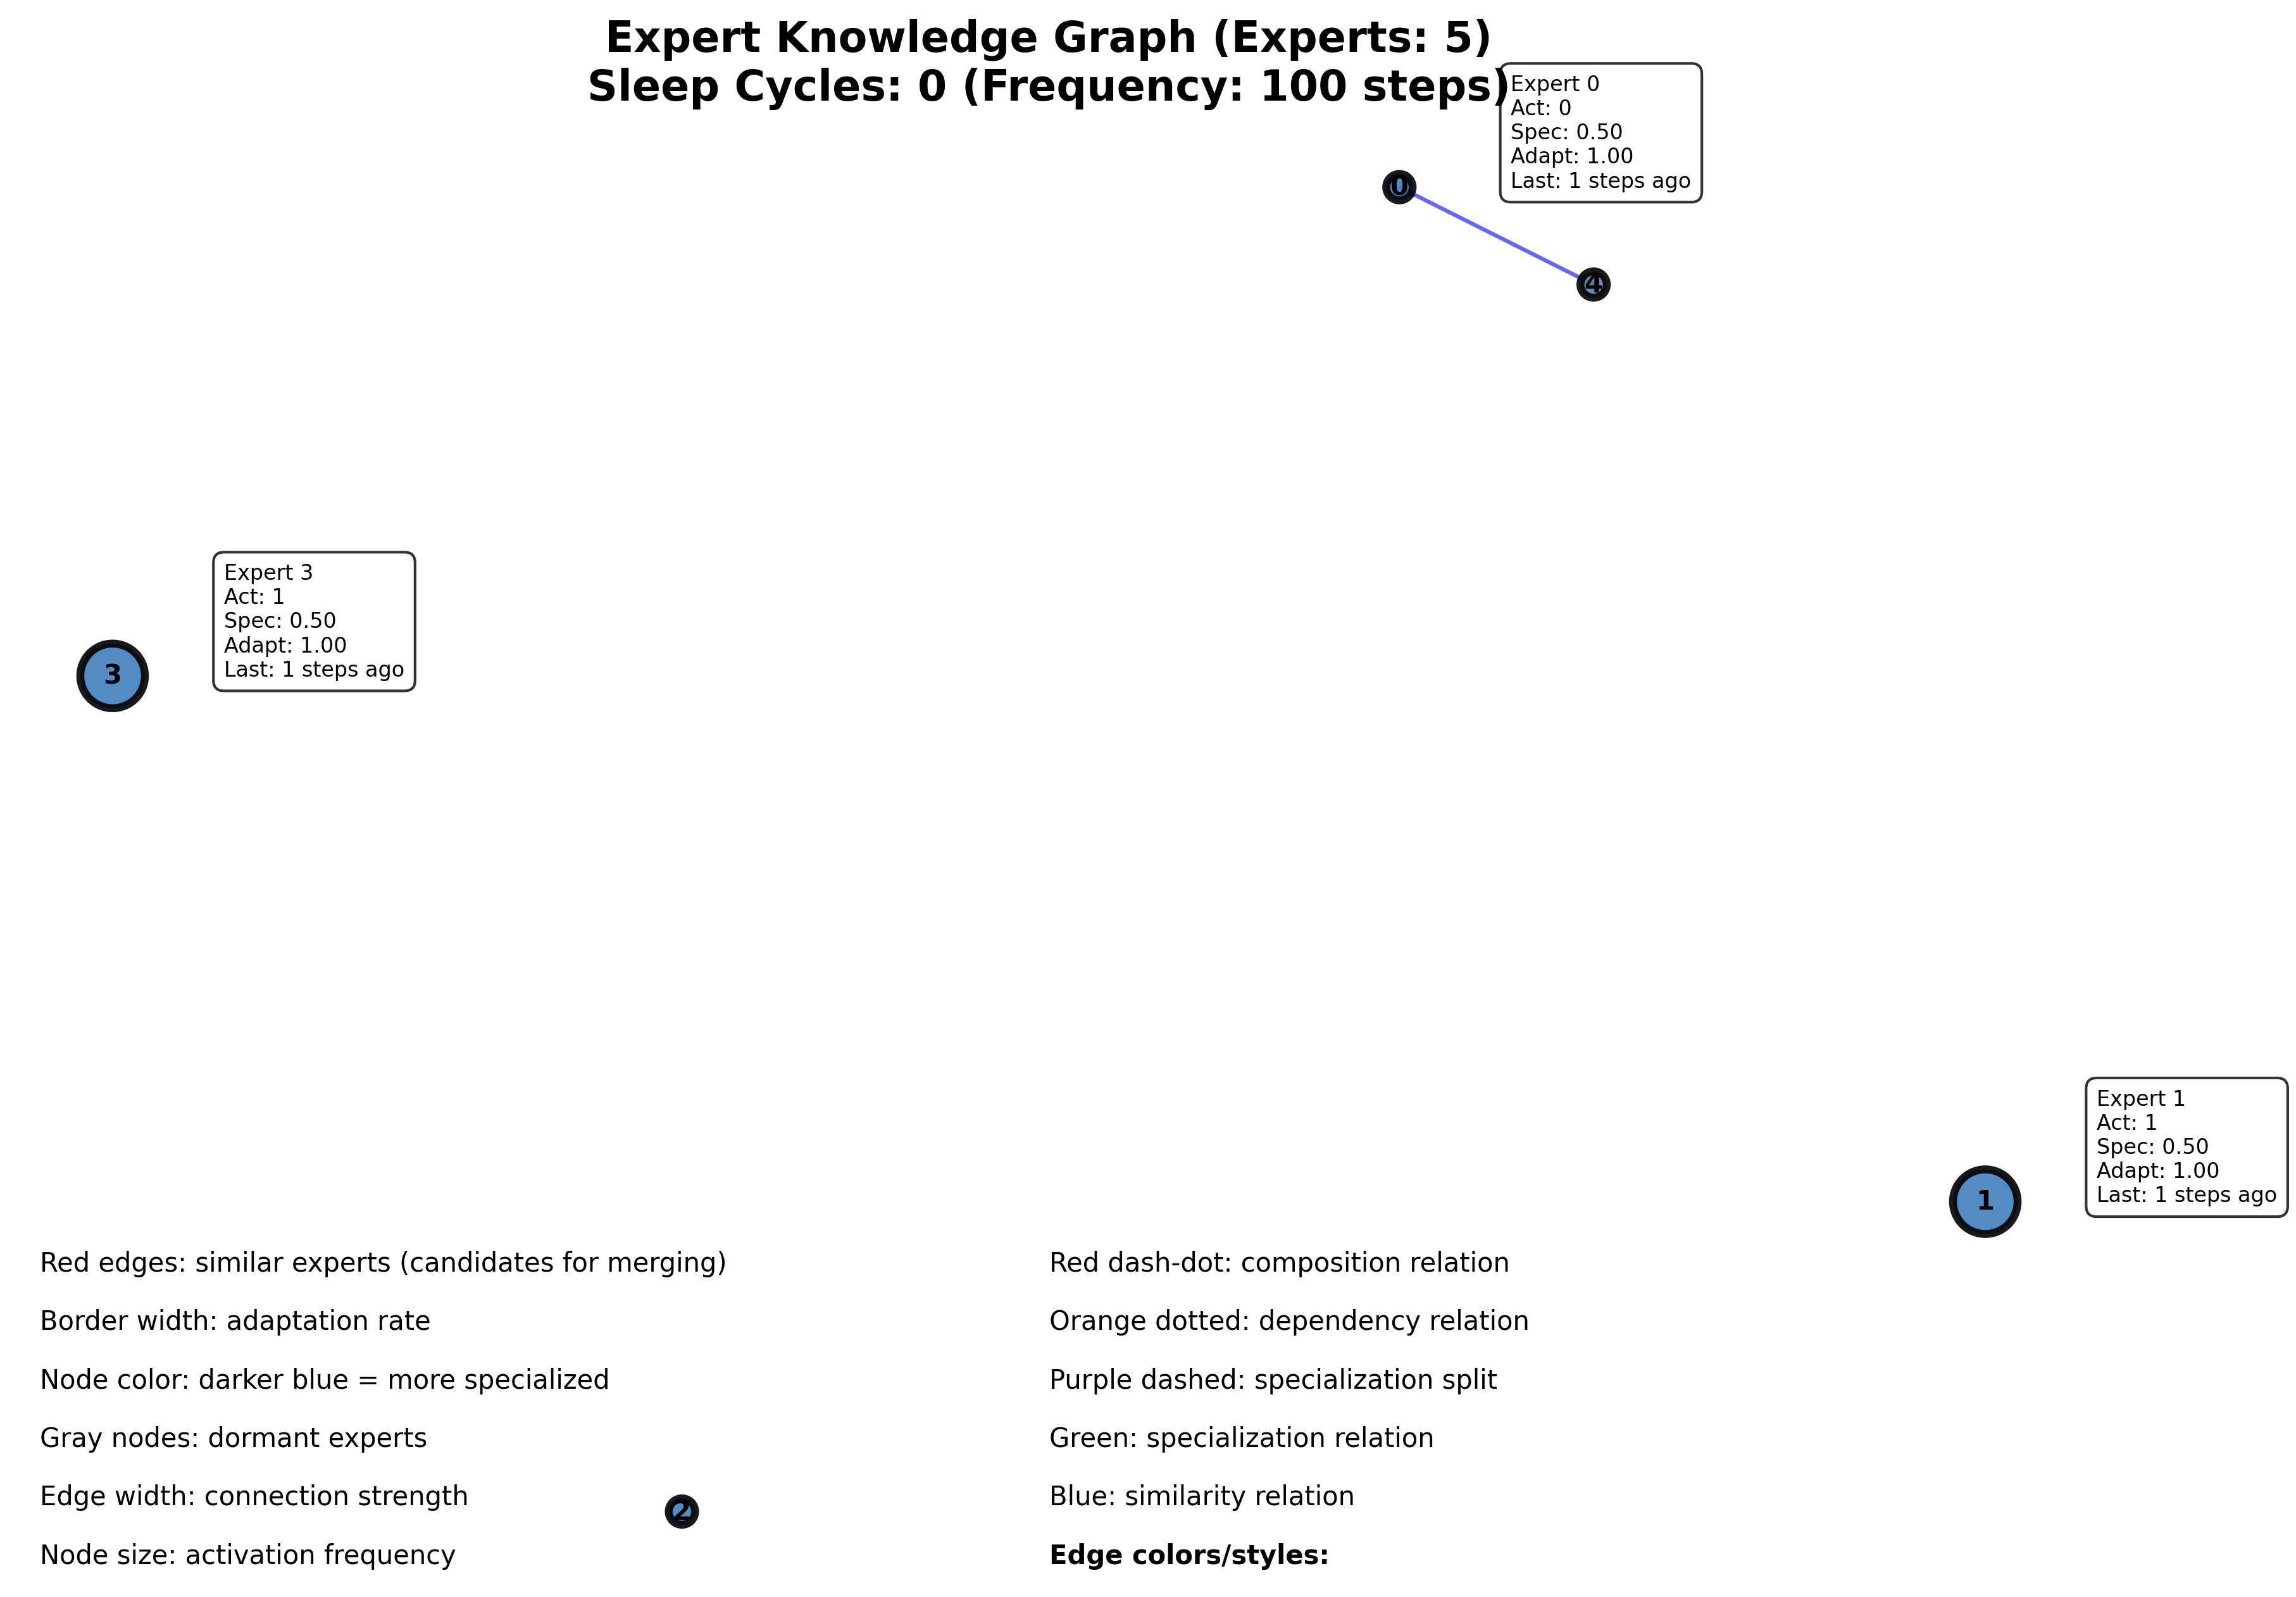 Expert Knowledge Graph (Experts: 5)
Sleep Cycles: 0 (Frequency: 100 steps)
Expert 0
Act: 0
Spec: 0.50
Adapt: 1.00
Last: 1 steps ago
0
4
Expert 3
Act: 1
Spec: 0.50
Adapt: 1.00
Last: 1 steps ago
3
Expert 1
Act: 1
Spec: 0.50
Adapt: 1.00
Last: 1 steps ago
1
Red edges: similar experts (candidates for merging)
Border width: adaptation rate
Node color: darker blue = more specialized
Gray nodes: dormant experts
Edge width: connection strength
2
Node size: activation frequency
Red dash-dot: composition relation
Orange dotted: dependency relation
Purple dashed: specialization split
Green: specialization relation
Blue: similarity relation
Edge colors/styles: